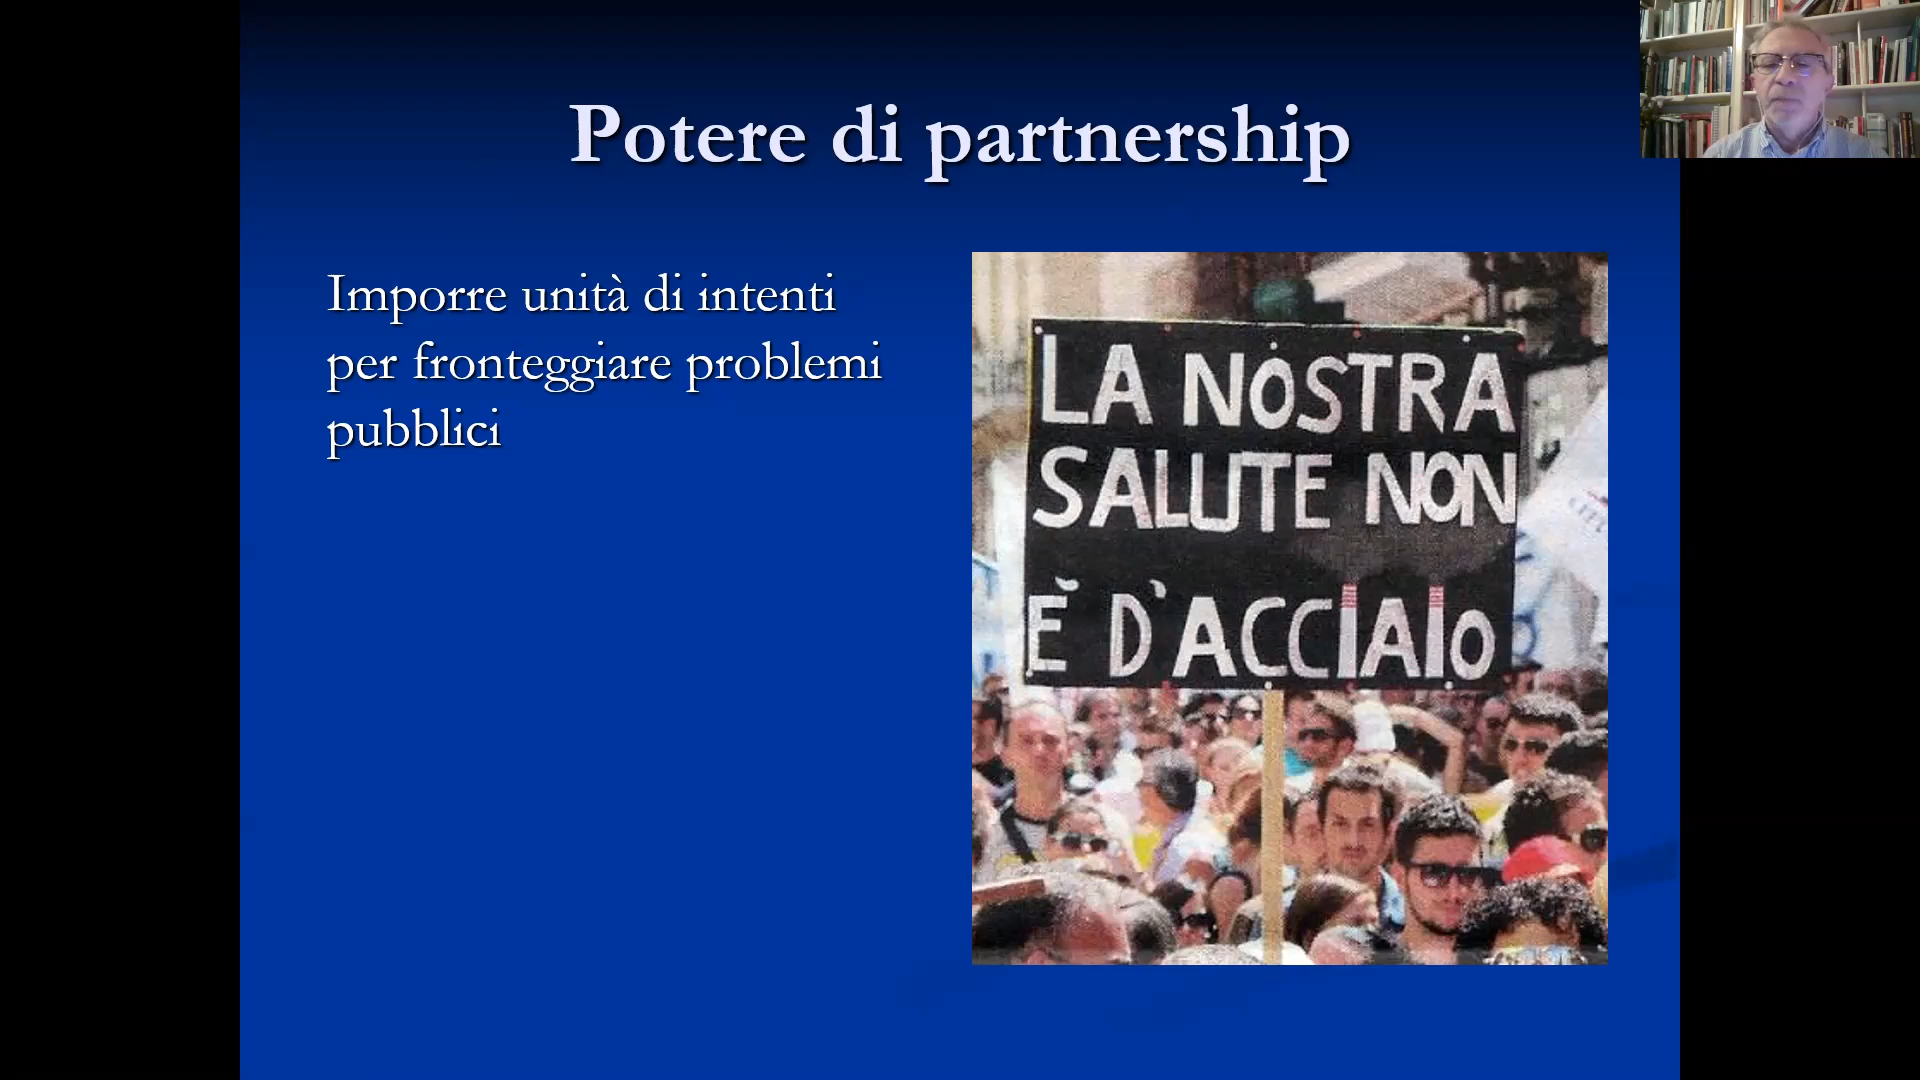 Potere di partnership
Imporre unità di intenti
per fronteggiare problemi
pubblici
LA NOSTRA
SALUTE NON
È D'ACCIAIO